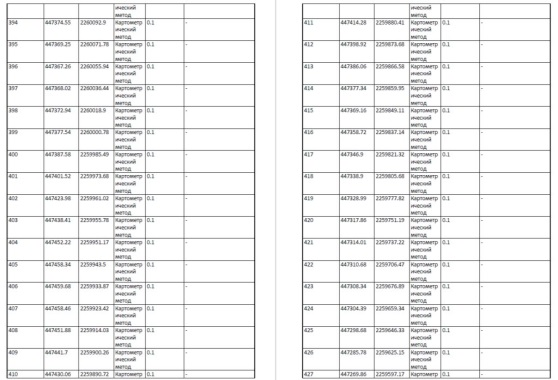 ический
метод
394 447374.55 2260092.9 Картометр 0.1 -
ический
метод
395 447369.25 2260071.78 Картометр 0.1 -
ический
метод
396 447367.26 2260055.94 Картометр 0.1 -
ический
метод
397 447368.02 2260036.44 Картометр 0.1 -
ический
метод
398 447372.94 2260018.9 Картометр 0.1 -
ический
метод
399 447377.54 2260000.78 Картометр 0.1 -
ический
метод
400 447387.58 2259985.49 Картометр 0.1 -
ический
метод
401 447401.52 2259973.68 Картометр 0.1 -
ический
метод
402 447423.98 2259961.02 Картометр 0.1 -
ический
метод
403 447438.41 2259955.78 Картометр 0.1 -
ический
метод
404 447452.22 2259951.17 Картометр 0.1 -
ический
метод
405 447458.34 2259943.5 Картометр 0.1 -
ический
метод
406 447459.68 2259933.87 Картометр 0.1 -
ический
метод
407 447458.46 2259923.42 Картометр 0.1 -
ический
метод
408 447451.88 2259914.03 Картометр 0.1 -
ический
метод
409 447441.7 2259900.26 Картометр 0.1 -
ический
метод
410 447430.06 2259890.72 Картометр 0.1 -
ический
метод
411 447414.28 2259880.41 Картометр 0.1 -
ический
метод
412 447398.92 2259873.68 Картометр 0.1 -
ический
метод
413 447386.06 2259866.58 Картометр 0.1 -
ический
метод
414 447377.34 2259859.95 Картометр 0.1 -
ический
метод
415 447369.16 2259849.11 Картометр 0.1 -
ический
метод
416 447358.72 2259837.14 Картометр 0.1 -
ический
метод
417 447346.9 2259821.32 Картометр 0.1 -
ический
метод
418 447338.9 2259805.68 Картометр 0.1 -
ический
метод
419 447328.99 2259777.82 Картометр 0.1 -
ический
метод
420 447317.86 2259751.19 Картометр 0.1 -
ический
метод
421 447314.01 2259737.22 Картометр 0.1 -
ический
метод
422 447310.68 2259706.47 Картометр 0.1 -
ический
метод
423 447308.34 2259676.89 Картометр 0.1 -
ический
метод
424 447304.39 2259659.34 Картометр 0.1 -
ический
метод
425 447298.68 2259646.33 Картометр 0.1 -
ический
метод
426 447285.78 2259625.15 Картометр 0.1 -
ический
метод
427 447269.86 2259597.17 Картометр 0.1 -